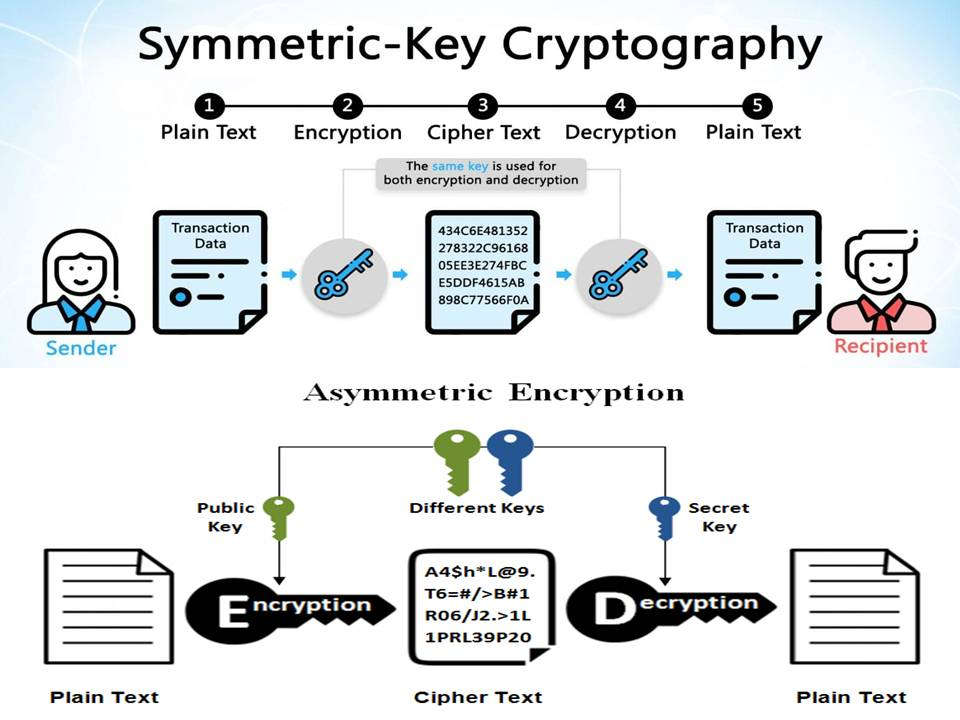 Symmetric-Key Cryptography
1 2 3 4 5
Plain Text Encryption Cipher Text Decryption Plain Text
The same key is used for
both encryption and decryption
Transaction
Data
434C6E481352
278322C96168
05EE3E274FBC
E5DDF4615AB
898C77566F0A
Transaction
Data
Sender
Recipient
Asymmetric Encryption
Public
Key
Different Keys
Secret
Key
Encryption
A4$h*L@9.
T6=#/>B#1
R06/J2.>1L
1PRL39P20
Decryption
Plain Text
Cipher Text
Plain Text